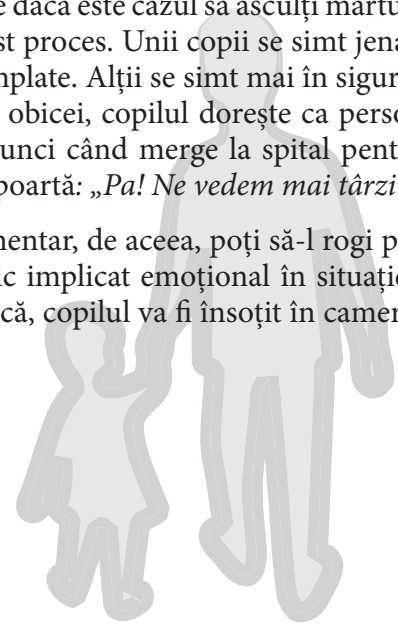 e dacă este cazul să asculți mărtu
st proces. Unii copii se simt jena
mplate. Alții se simt mai în sigur
obicei, copilul dorește ca perso
unci când merge la spital pent
poartă: „Pa! Ne vedem mai târzi
nentar, de aceea, poți să-l rogi p
ic implicat emoțional în situați
că, copilul va fi însoțit în camer